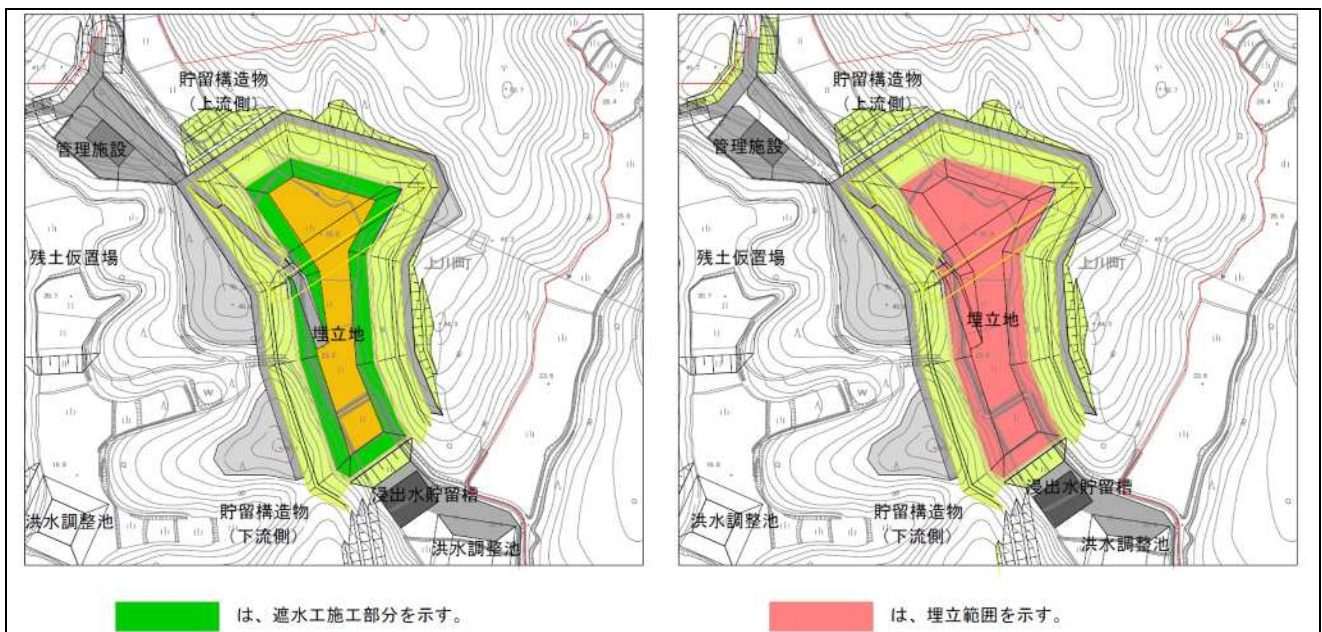 貯留構造物
(上流側)
管理施設
残土仮置場
上川町
埋立地
浸出水貯留槽
貯留構造物
(下流側)
洪水調整池
洪水調整池
は、遮水工施工部分を示す。
貯留構造物
(上流側)
管理施設
残土仮置場
上川町
埋立地
浸出水貯留槽
貯留構造物
(下流側)
洪水調整池
洪水調整池
は、埋立範囲を示す。